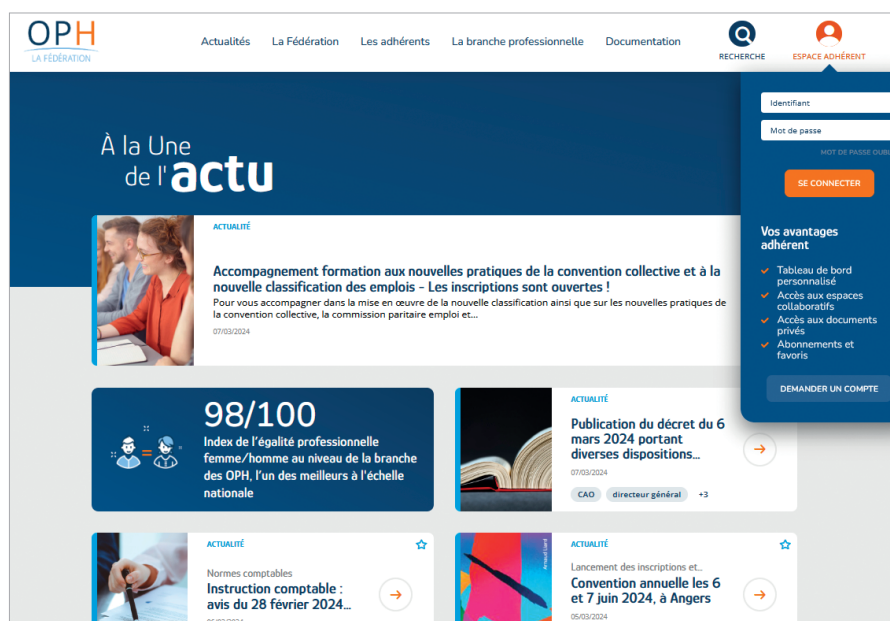 OPH
LA FÉDÉRATION
Actualités
La Fédération
Les adhérents
La branche professionnelle
Documentation
RECHERCHE
ESPACE ADHÉRENT
Identifiant
Mot de passe
MOT DE PASSE OUBL
SE CONNECTER
Vos avantages
adhérent
Tableau de bord
personnalisé
Accès aux espaces
collaboratifs
Accès aux documents
privés
Abonnements et
favoris
DEMANDER UN COMPTE
À la Une
de l'actu
ACTUALITÉ
Accompagnement formation aux nouvelles pratiques de la convention collective et à la
nouvelle classification des emplois – Les inscriptions sont ouvertes !
Pour vous accompagner dans la mise en œuvre de la nouvelle classification ainsi que sur les nouvelles pratiques de
la convention collective, la commission paritaire emploi et...
07/03/2024
98/100
Index de l'égalité professionnelle
femme/homme au niveau de la branche
des OPH, l'un des meilleurs à l'échelle
nationale
ACTUALITÉ
Publication du décret du 6
mars 2024 portant
diverses dispositions...
07/03/2024
CAO
directeur général
+3
ACTUALITÉ
Normes comptables
Instruction comptable :
avis du 28 février 2024...
ACTUALITÉ
Lancement des inscriptions et...
Convention annuelle les 6
et 7 juin 2024, à Angers
05/03/2024